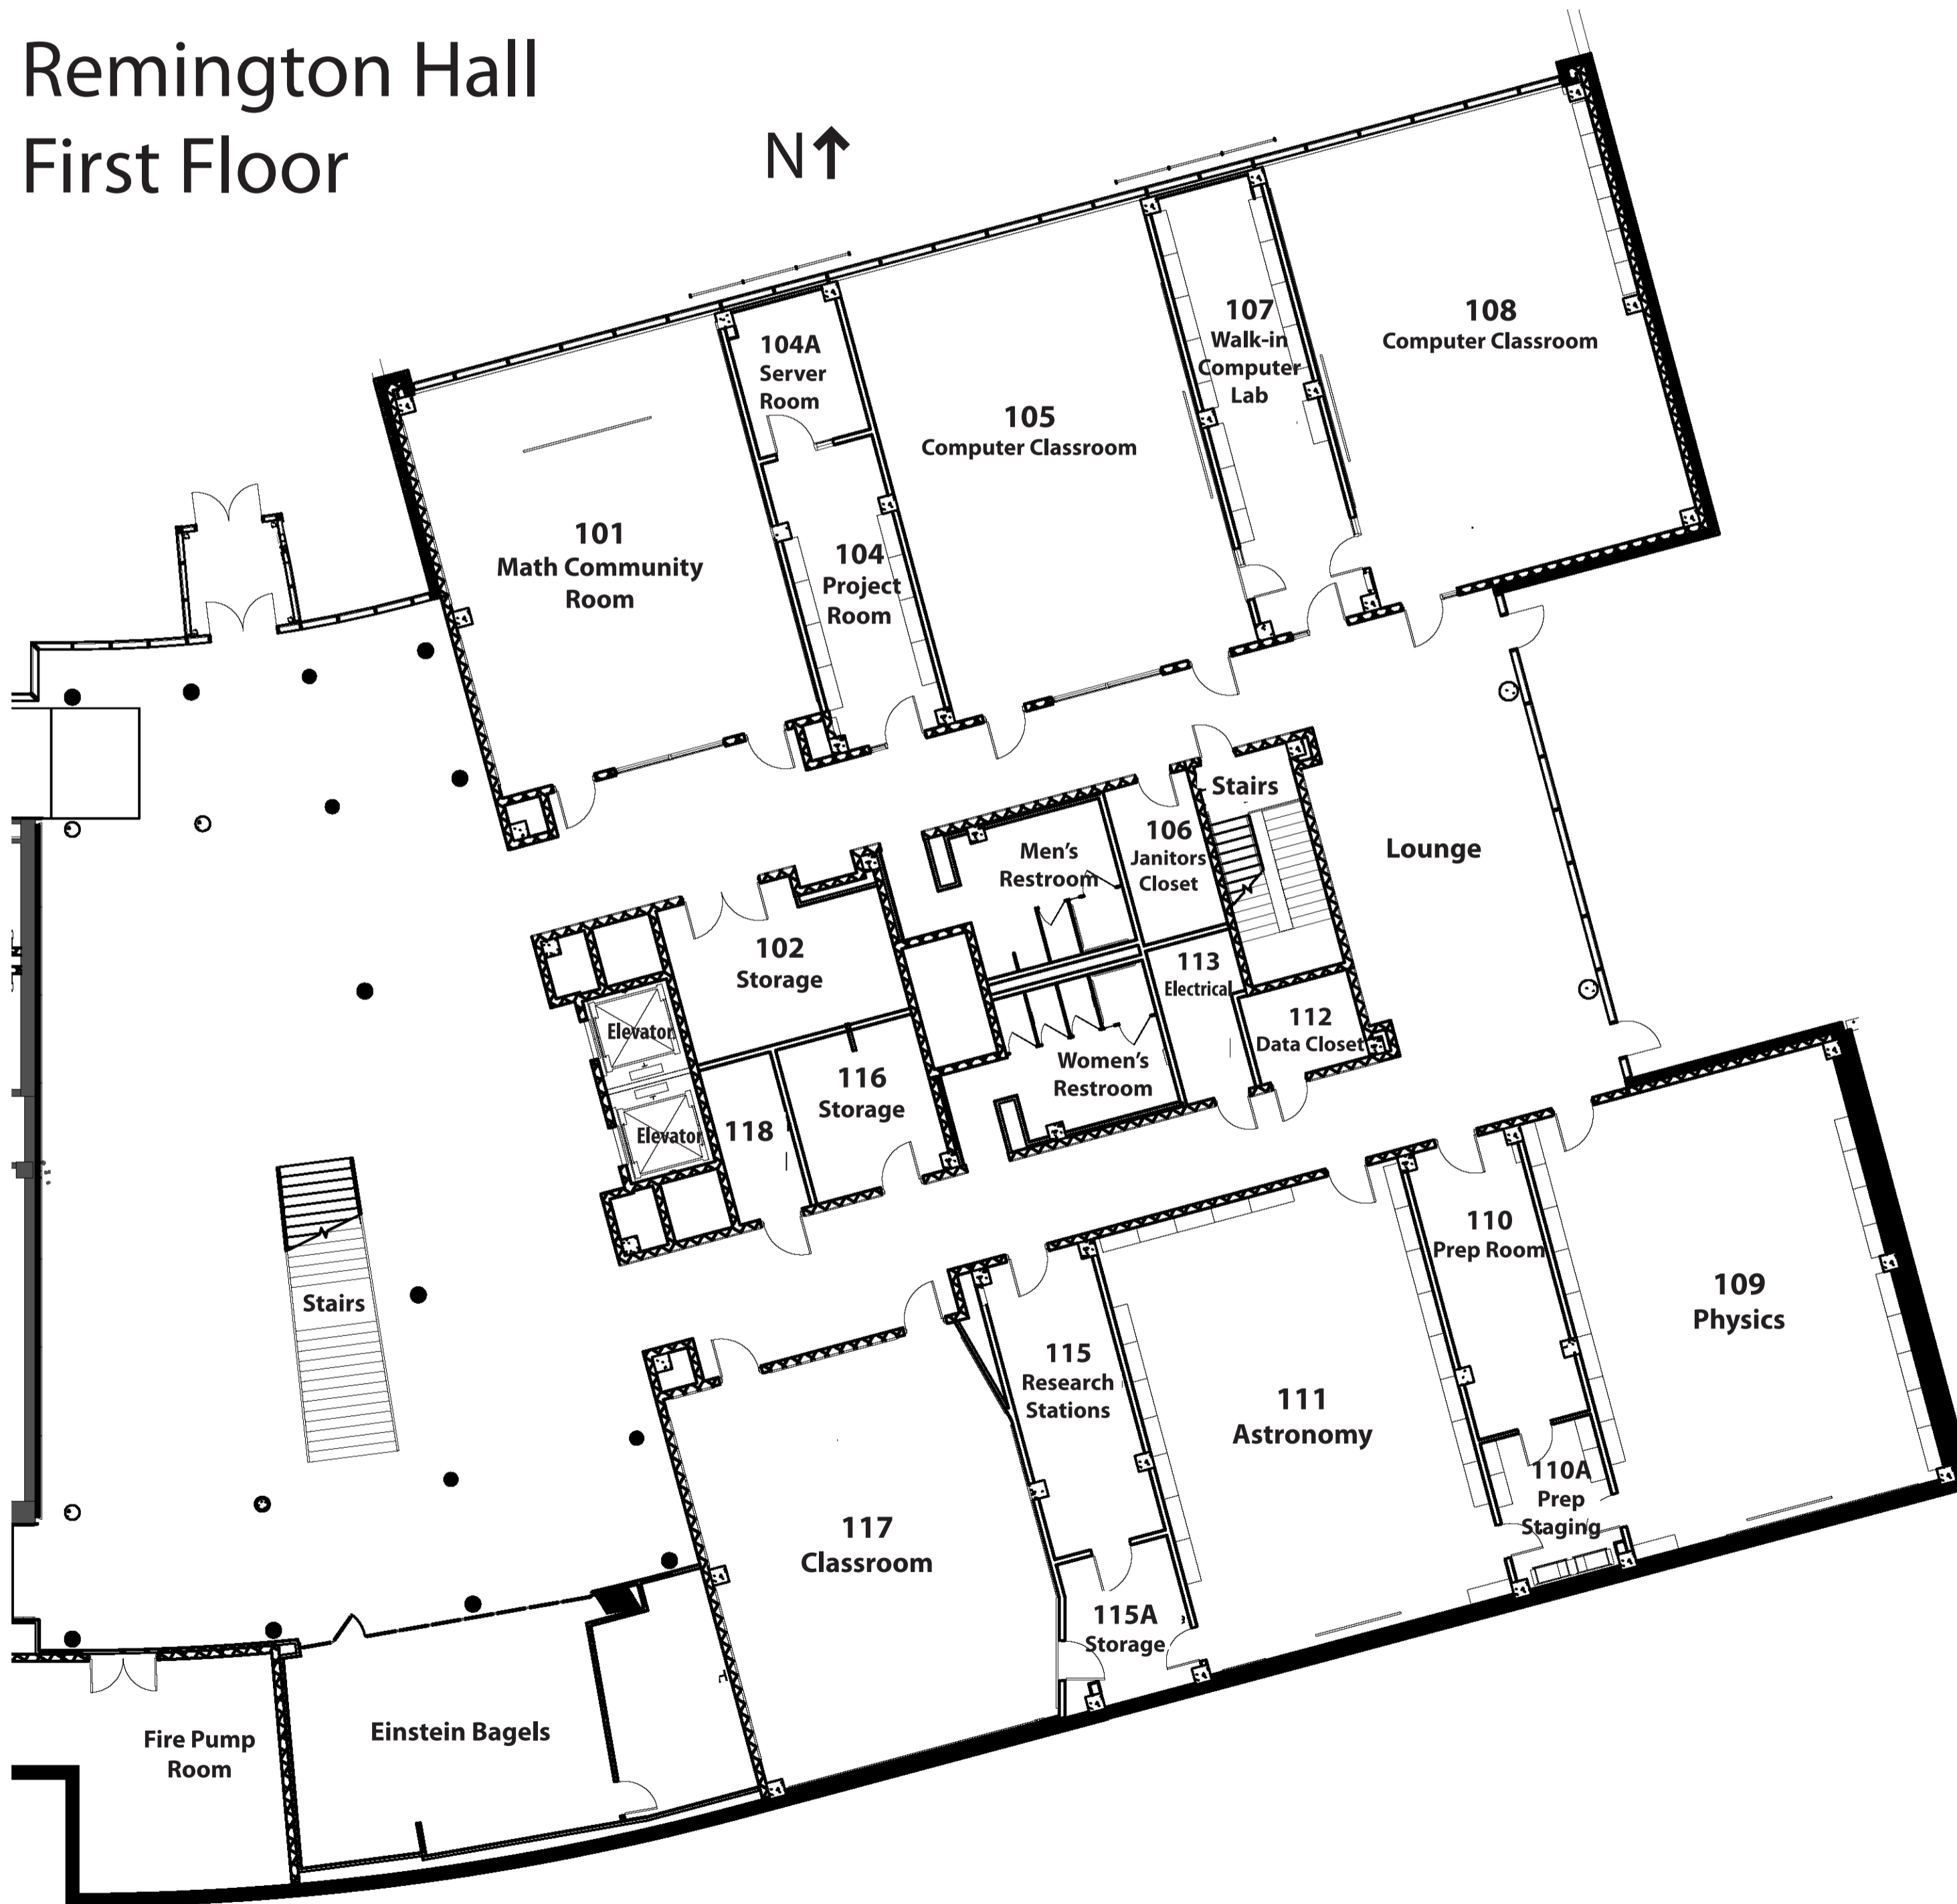 Remington Hall
First Floor
N↑
104A
Server
Room
107
Walk-in
Computer
Lab
108
Computer Classroom
105
Computer Classroom
101
Math Community
Room
104
Project
Room
Stairs
106
Janitors
Closet
Men's
Restroom
Lounge
102
Storage
113
Electrical
112
Data Closet
Elevator
Women's
Restroom
116
Storage
118
Elevator
110
Prep Room
109
Physics
Stairs
115
Research
Stations
111
Astronomy
110A
Prep
Staging
117
Classroom
115A
Storage
Fire Pump
Room
Einstein Bagels